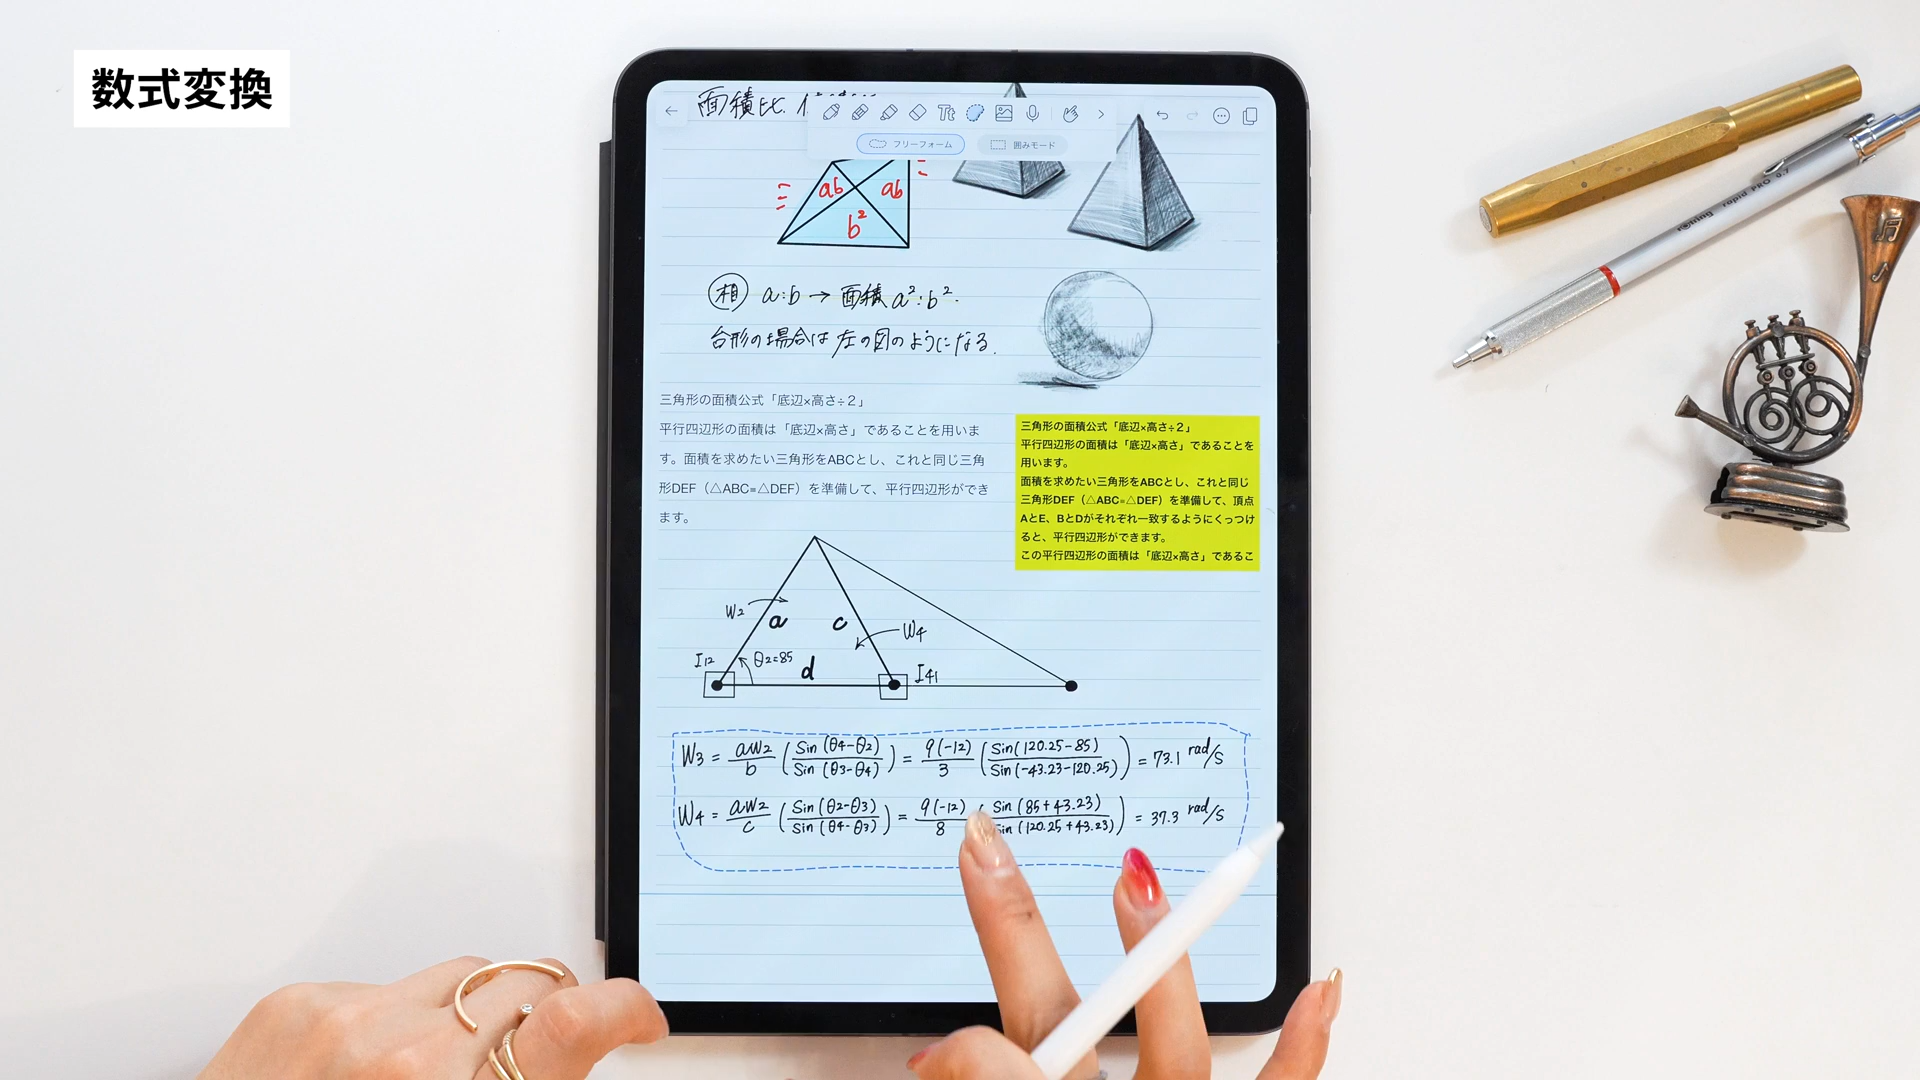 数式変換
面積比
Tt
フリーフォーム
囲みモード
ab
ab
b²
相 a:b → 面積 a²:b².
台形の場合は左の図のようになる.
三角形の面積公式「底辺×高さ÷2」
平行四辺形の面積は「底辺×高さ」であることを用いま
す。面積を求めたい三角形をABCとし、これと同じ三角
形DEF（△ABC=△DEF）を準備して、平行四辺形ができ
ます。
三角形の面積公式「底辺×高さ÷2」
平行四辺形の面積は「底辺×高さ」であることを
用います。
面積を求めたい三角形をABCとし、これと同じ
三角形DEF（△ABC=△DEF）を準備して、頂点
AとE、BとDがそれぞれ一致するようにくっつけ
ると、平行四辺形ができます。
この平行四辺形の面積は「底辺×高さ」であるこ
W2
a
c
W4
I12
θ2=85
d
I41
W3 = aW2/b (Sin(θ4-θ2)/Sin(θ3-θ4)) = 9(-12)/3 (Sin(120.25-85)/Sin(-43.23-120.25)) = 73.1 rad/s
W4 = aW2/c (Sin(θ2-θ3)/Sin(θ4-θ3)) = 9(-12)/8 (Sin(85+43.23)/Sin(120.25+43.23)) = 37.3 rad/s
rotring rapid PRO 0.7